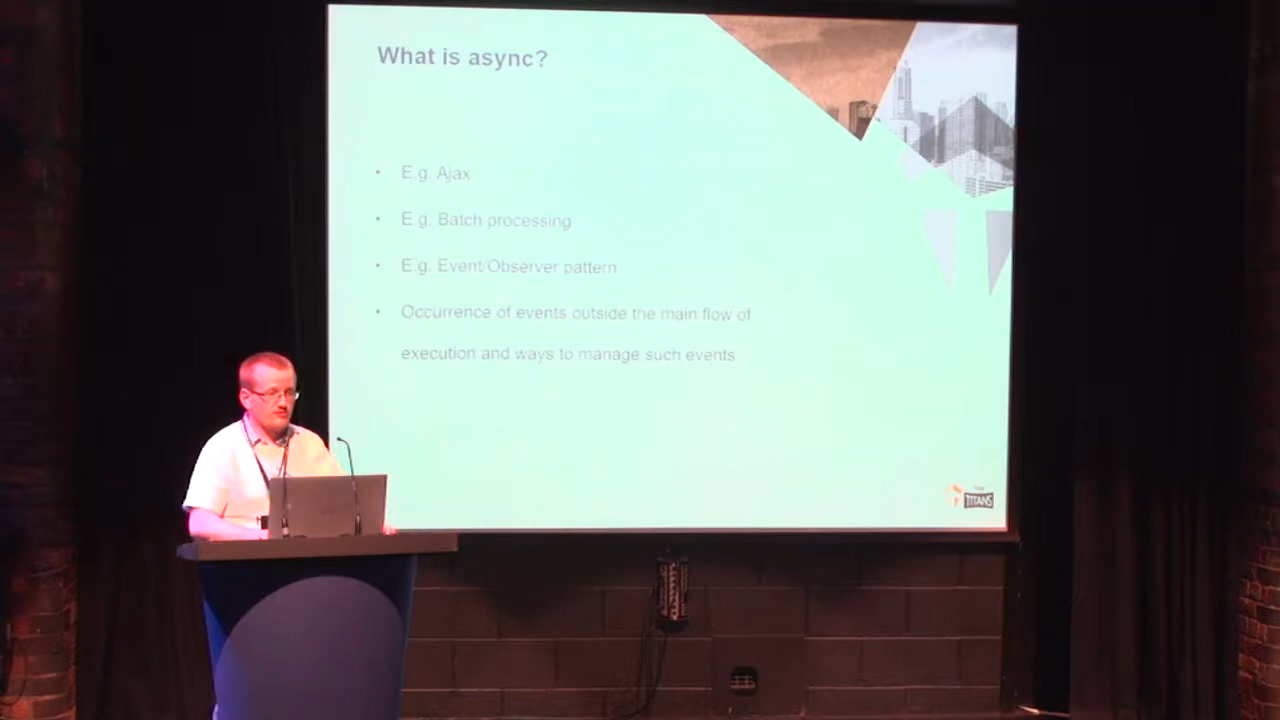 What is async?
• E.g. Ajax
• E.g. Batch processing
• E.g. Event/Observer pattern
• Occurrence of events outside the main flow of
execution and ways to manage such events
TITANS